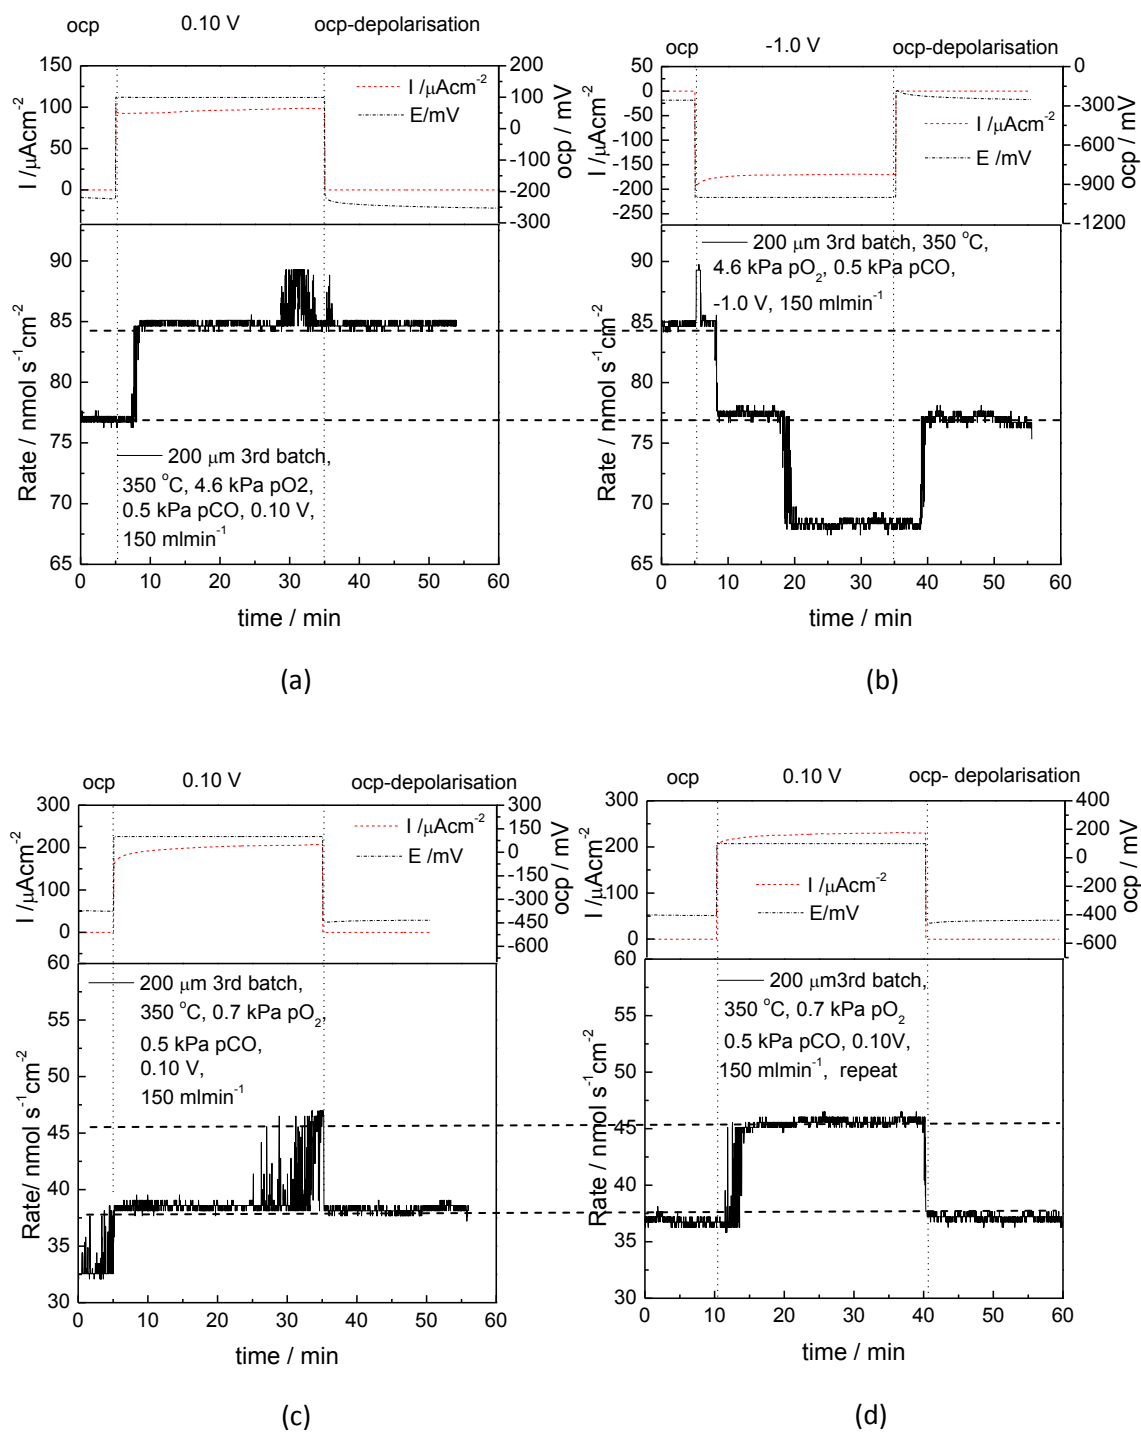 ocp 0.10 V ocp-depolarisation
150
100
50
0
I /μAcm-2
200
100
0
-100
-200
-300
ocp / mV
I /μAcm-2
E/mV
90
85
80
75
70
65
Rate / nmol s-1cm-2
200 μm 3rd batch,
350 oC, 4.6 kPa pO2,
0.5 kPa pCO, 0.10 V,
150 mlmin-1
0 10 20 30 40 50 60
time / min
(a)
ocp -1.0 V ocp-depolarisation
50
0
-50
-100
-150
-200
-250
I /μAcm-2
0
-300
-600
-900
-1200
ocp / mV
I /μAcm-2
E /mV
90
85
80
75
70
65
Rate / nmol s-1cm-2
200 μm 3rd batch, 350 oC,
4.6 kPa pO2, 0.5 kPa pCO,
-1.0 V, 150 mlmin-1
0 10 20 30 40 50 60
time / min
(b)
ocp 0.10 V ocp-depolarisation
300
200
100
0
I /μAcm-2
300
150
0
-150
-300
-450
-600
ocp / mV
I /μAcm-2
E /mV
60
55
50
45
40
35
30
Rate/ nmol s-1cm-2
200 μm 3rd batch,
350 oC, 0.7 kPa pO2,
0.5 kPa pCO,
0.10 V,
150 mlmin-1
0 10 20 30 40 50 60
time / min
(c)
ocp 0.10 V ocp- depolarisation
300
200
100
0
I /μAcm-2
400
200
0
-200
-400
-600
ocp / mV
I /μAcm-2
E/mV
60
55
50
45
40
35
30
Rate / nmol s-1cm-2
200 μm3rd batch,
350 oC, 0.7 kPa pO2
0.5 kPa pCO, 0.10V,
150 mlmin-1, repeat
0 10 20 30 40 50 60
time / min
(d)